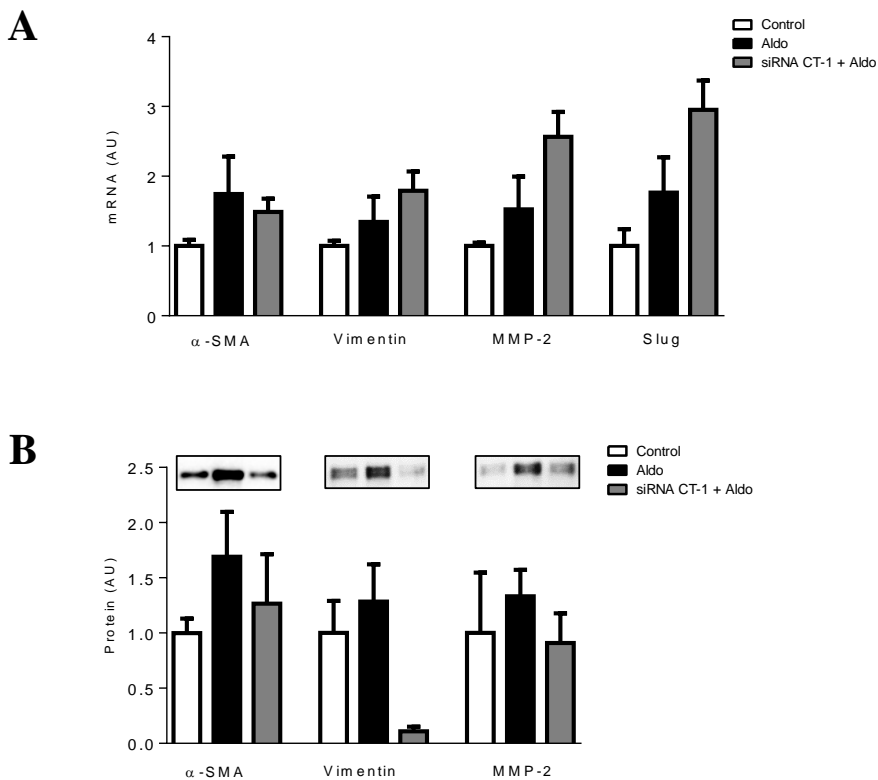 A
Control
Aldo
siRNA CT-1 + Aldo
4
3
2
1
0
mRNA (AU)
α-SMA Vimentin MMP-2 Slug
B
Control
Aldo
siRNA CT-1 + Aldo
2.5
2.0
1.5
1.0
0.5
0.0
Protein (AU)
α-SMA Vimentin MMP-2